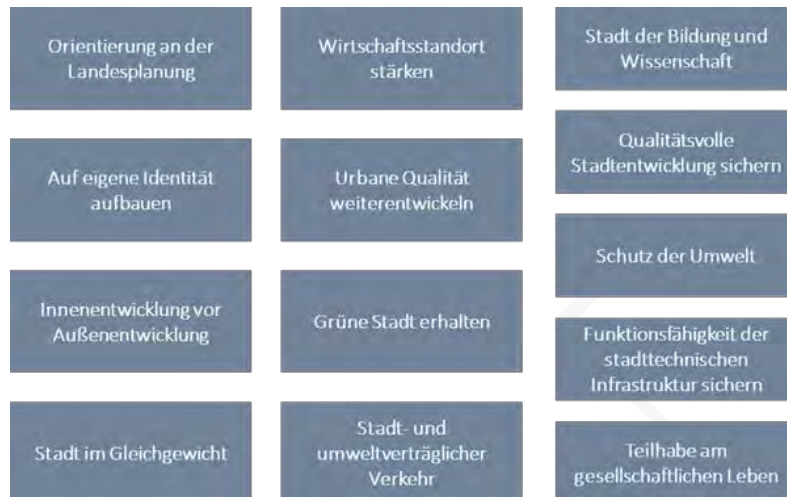 Orientierung an der
Landesplanung
Auf eigene Identität
aufbauen
Innenentwicklung vor
Außenentwicklung
Stadt im Gleichgewicht
Wirtschaftsstandort
stärken
Urbane Qualität
weiterentwickeln
Grüne Stadt erhalten
Stadt- und
umweltverträglicher
Verkehr
Stadt der Bildung und
Wissenschaft
Qualitätsvolle
Stadtentwicklung sichern
Schutz der Umwelt
Funktionsfähigkeit der
stadttechnischen
Infrastruktur sichern
Teilhabe am
gesellschaftlichen Leben